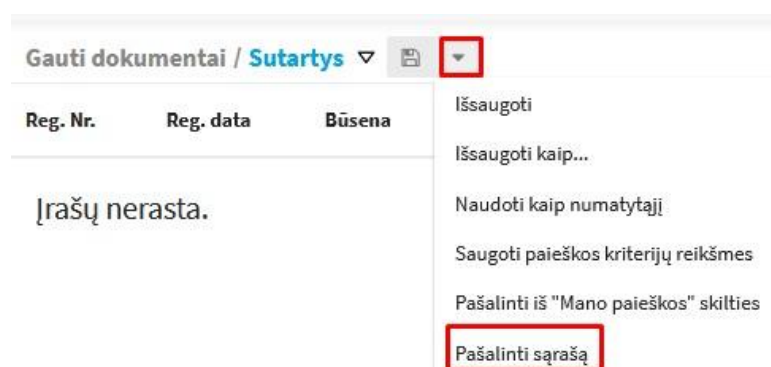 Gauti dokumentai / Sutartys
Reg. Nr. Reg. data Būsena
Įrašų nerasta.
Išsaugoti
Išsaugoti kaip...
Naudoti kaip numatytąjį
Saugoti paieškos kriterijų reikšmes
Pašalinti iš "Mano paieškos" skilties
Pašalinti sąrašą